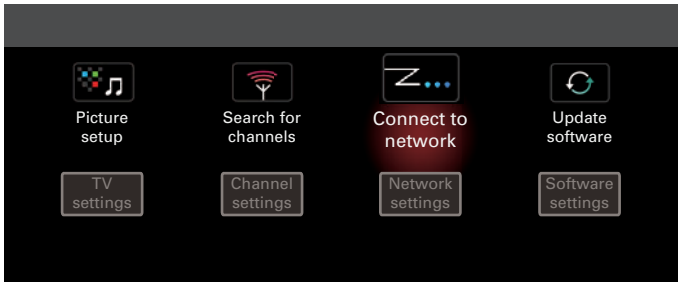 Picture
setup
Search for
channels
Connect to
network
Update
software
TV
settings
Channel
settings
Network
settings
Software
settings